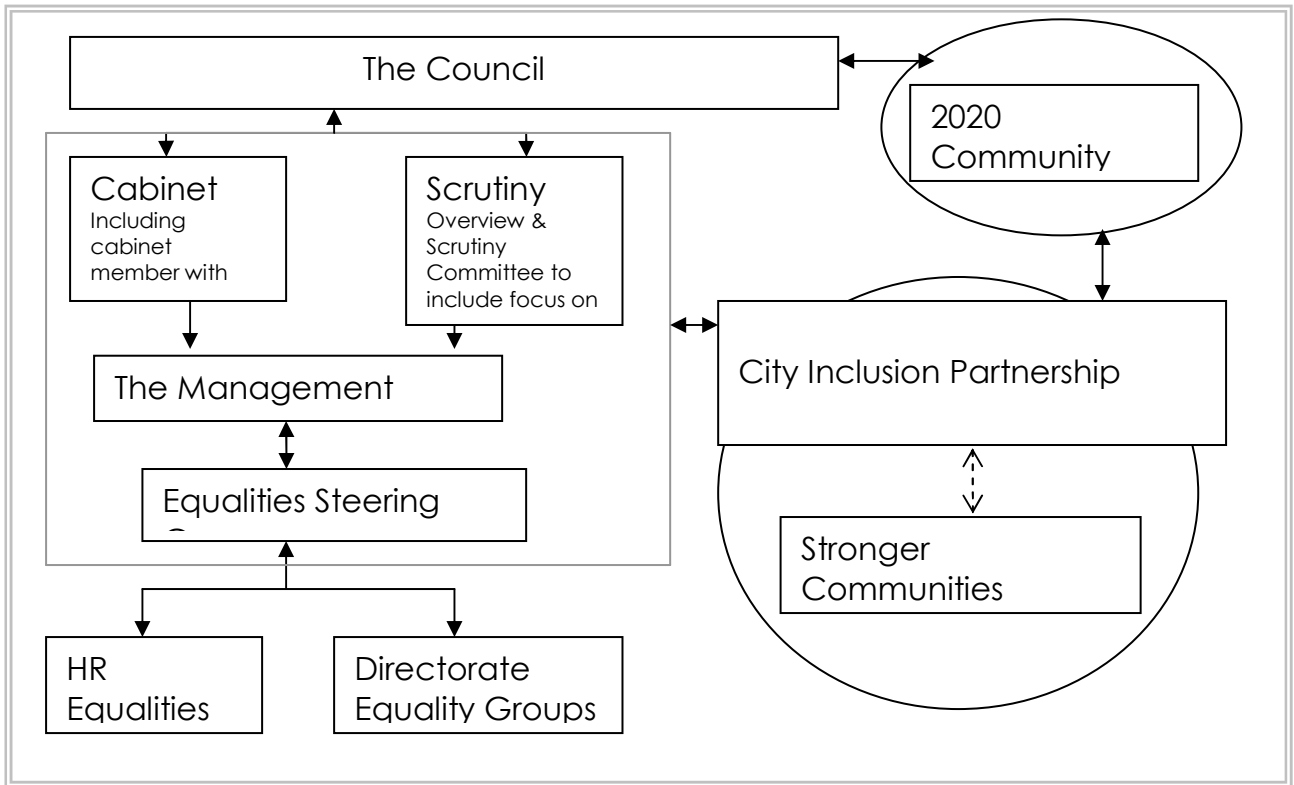 The Council
2020
Community
Cabinet
Including
cabinet
member with
Scrutiny
Overview &
Scrutiny
Committee to
include focus on
The Management
City Inclusion Partnership
Equalities Steering
Stronger
Communities
HR
Equalities
Directorate
Equality Groups